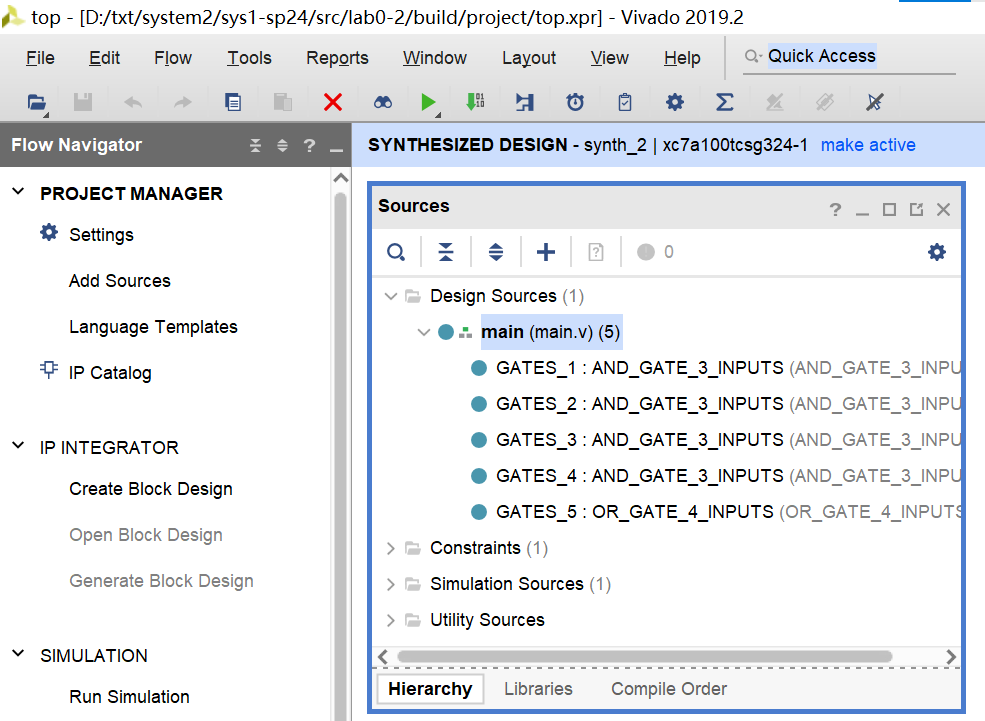 top - [D:/txt/system2/sys1-sp24/src/lab0-2/build/project/top.xpr] - Vivado 2019.2
File Edit Flow Tools Reports Window Layout View Help Quick Access
Flow Navigator
SYNTHESIZED DESIGN - synth_2 | xc7a100tcsg324-1 make active
PROJECT MANAGER
Settings
Add Sources
Language Templates
IP Catalog
IP INTEGRATOR
Create Block Design
Open Block Design
Generate Block Design
SIMULATION
Run Simulation
Sources
0
Design Sources (1)
main (main.v) (5)
GATES_1 : AND_GATE_3_INPUTS (AND_GATE_3_INPU
GATES_2 : AND_GATE_3_INPUTS (AND_GATE_3_INPU
GATES_3 : AND_GATE_3_INPUTS (AND_GATE_3_INPU
GATES_4 : AND_GATE_3_INPUTS (AND_GATE_3_INPU
GATES_5 : OR_GATE_4_INPUTS (OR_GATE_4_INPUTS
Constraints (1)
Simulation Sources (1)
Utility Sources
Hierarchy Libraries Compile Order